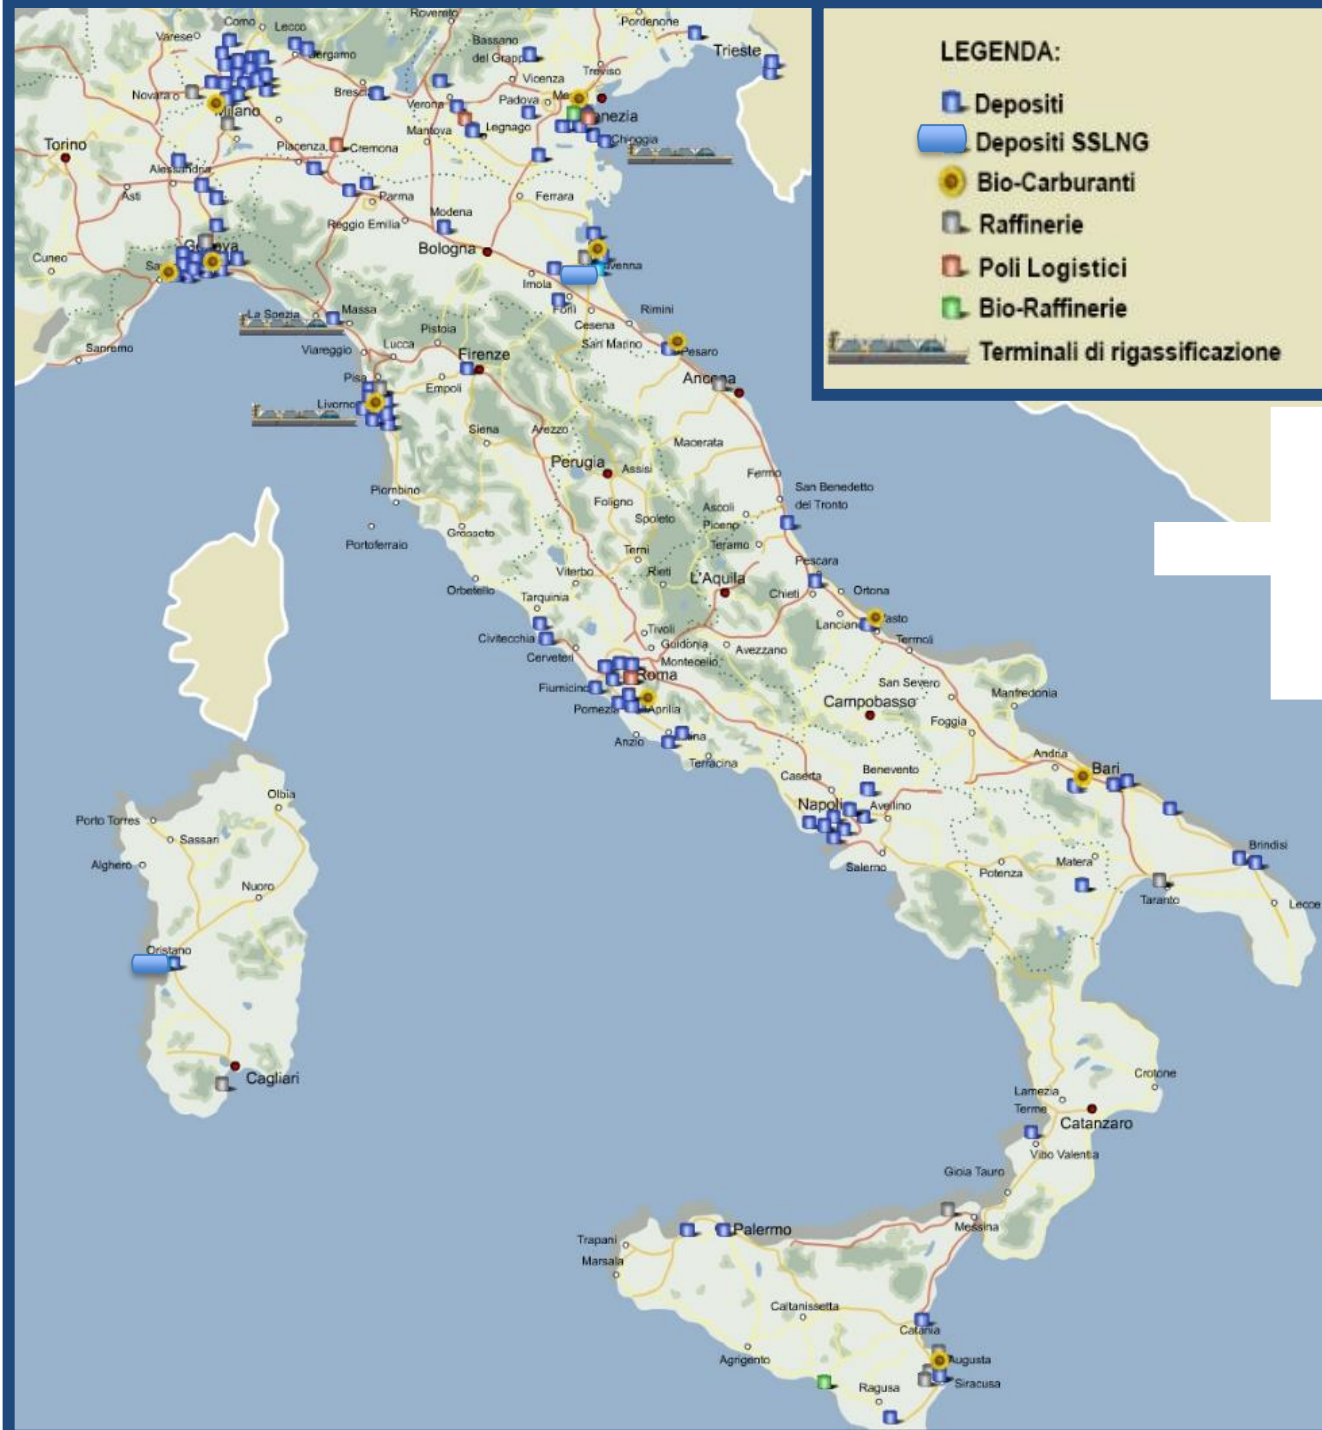 LEGENDA:
Depositi
Depositi SSLNG
Bio-Carburanti
Raffinerie
Poli Logistici
Bio-Raffinerie
Terminali di rigassificazione
Como
Lecco
Varese
Rovereto
Bassano
del Grapp
Pordenone
Trieste
Treviso
Vicenza
Novara
Milano
Verona
Padova
Mantova
Legnago
enezia
Chioggia
Torino
Piacenza
Cremona
Alessandria
Asti
Parma
Ferrara
Modena
Reggio Emilia
Bologna
Cuneo
Imola
Forlì
Cesena
Rimini
San Marino
Sanremo
La Spezia
Massa
Viareggio
Lucca
Pistoia
Firenze
Pesaro
Pisa
Empoli
Ancona
Livorno
Siena
Arezzo
Macerata
Perugia
Assisi
Fermo
San Benedetto
del Tronto
Piombino
Foligno
Ascoli
Piceno
Spoleto
Grosseto
Portoferraio
Terni
Teramo
Pescara
Viterbo
Rieti
L'Aquila
Orbetello
Chieti
Ortona
Tarquinia
Lanciano
Vasto
Tivoli
Civitecchia
Guidonia
Montecelio
Avezzano
Termoli
Cerveteri
Roma
Fiumicino
San Severo
Manfredonia
Pomezia
Aprilia
Campobasso
Foggia
Anzio
Terracina
Andria
Bari
Caserta
Benevento
Napoli
Avellino
Olbia
Porto Torres
Sassari
Brindisi
Alghero
Salerno
Potenza
Matera
Nuoro
Taranto
Lecce
Oristano
Cagliari
Crotone
Lamezia
Terme
Catanzaro
Vibo Valentia
Gioia Tauro
Messina
Trapani
Palermo
Marsala
Caltanissetta
Catania
Agrigento
Augusta
Siracusa
Ragusa